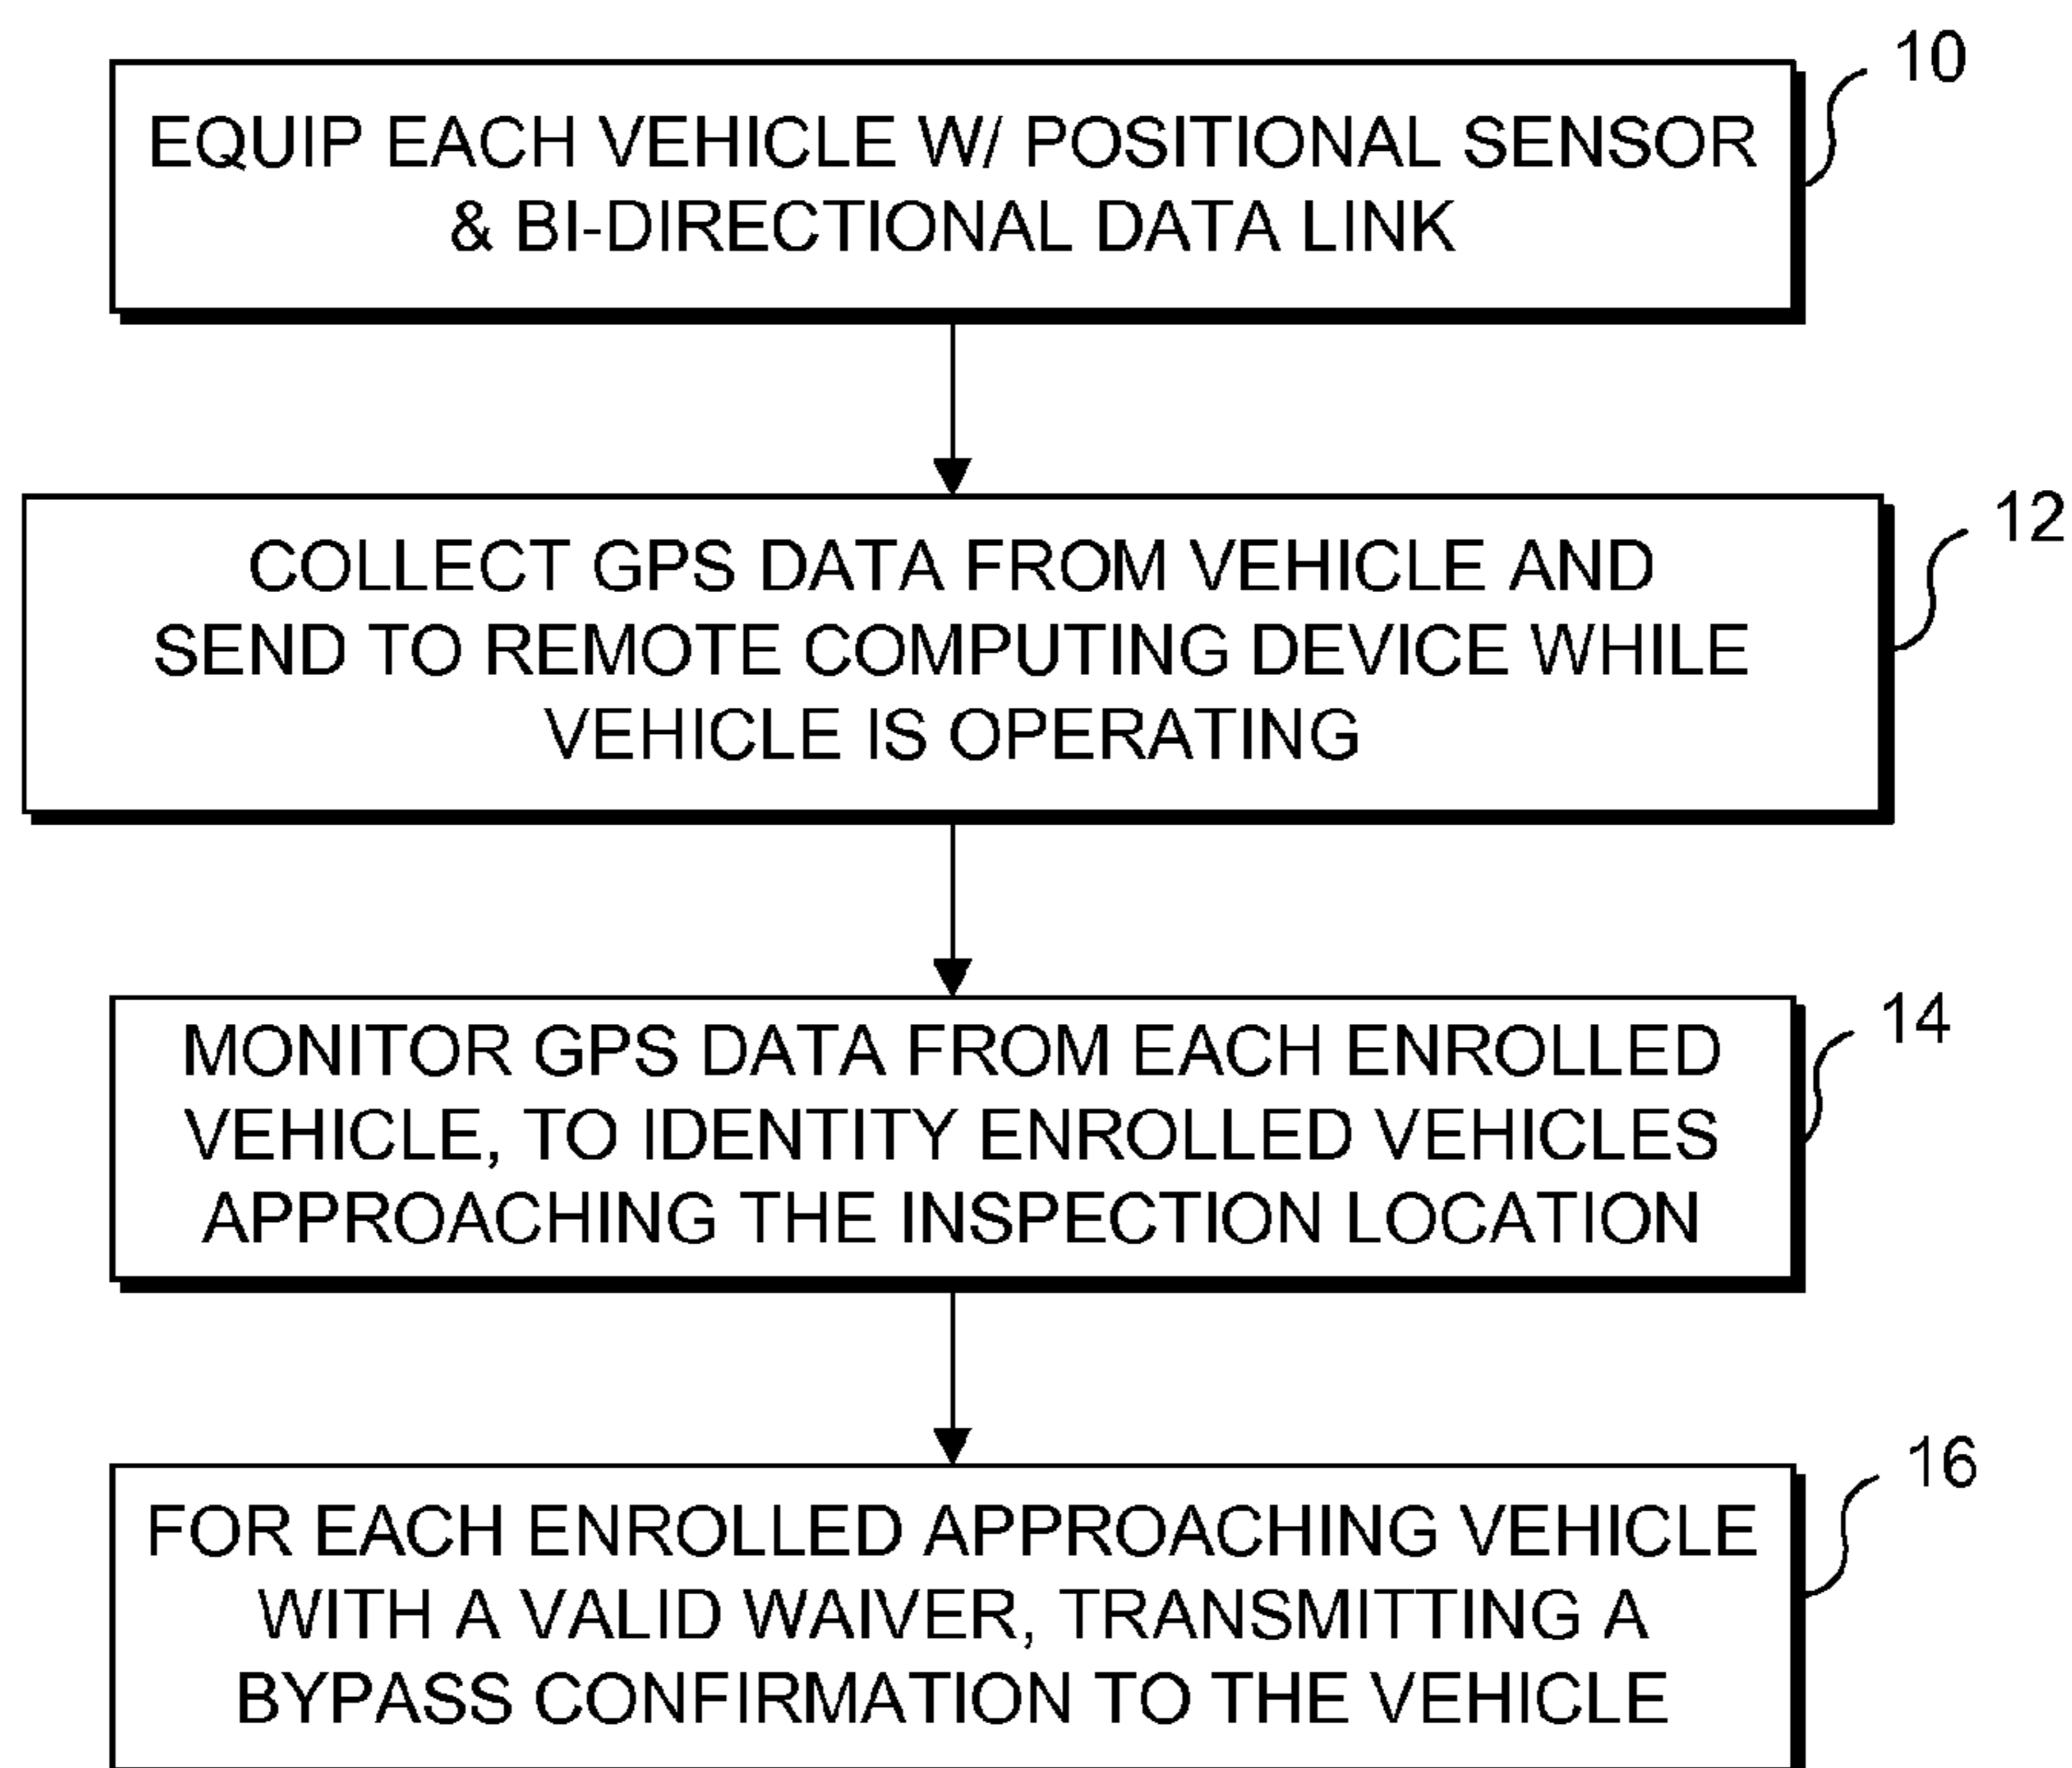 10
EQUIP EACH VEHICLE W/ POSITIONAL SENSOR
& BI-DIRECTIONAL DATA LINK
12
COLLECT GPS DATA FROM VEHICLE AND
SEND TO REMOTE COMPUTING DEVICE WHILE
VEHICLE IS OPERATING
14
MONITOR GPS DATA FROM EACH ENROLLED
VEHICLE, TO IDENTITY ENROLLED VEHICLES
APPROACHING THE INSPECTION LOCATION
16
FOR EACH ENROLLED APPROACHING VEHICLE
WITH A VALID WAIVER, TRANSMITTING A
BYPASS CONFIRMATION TO THE VEHICLE